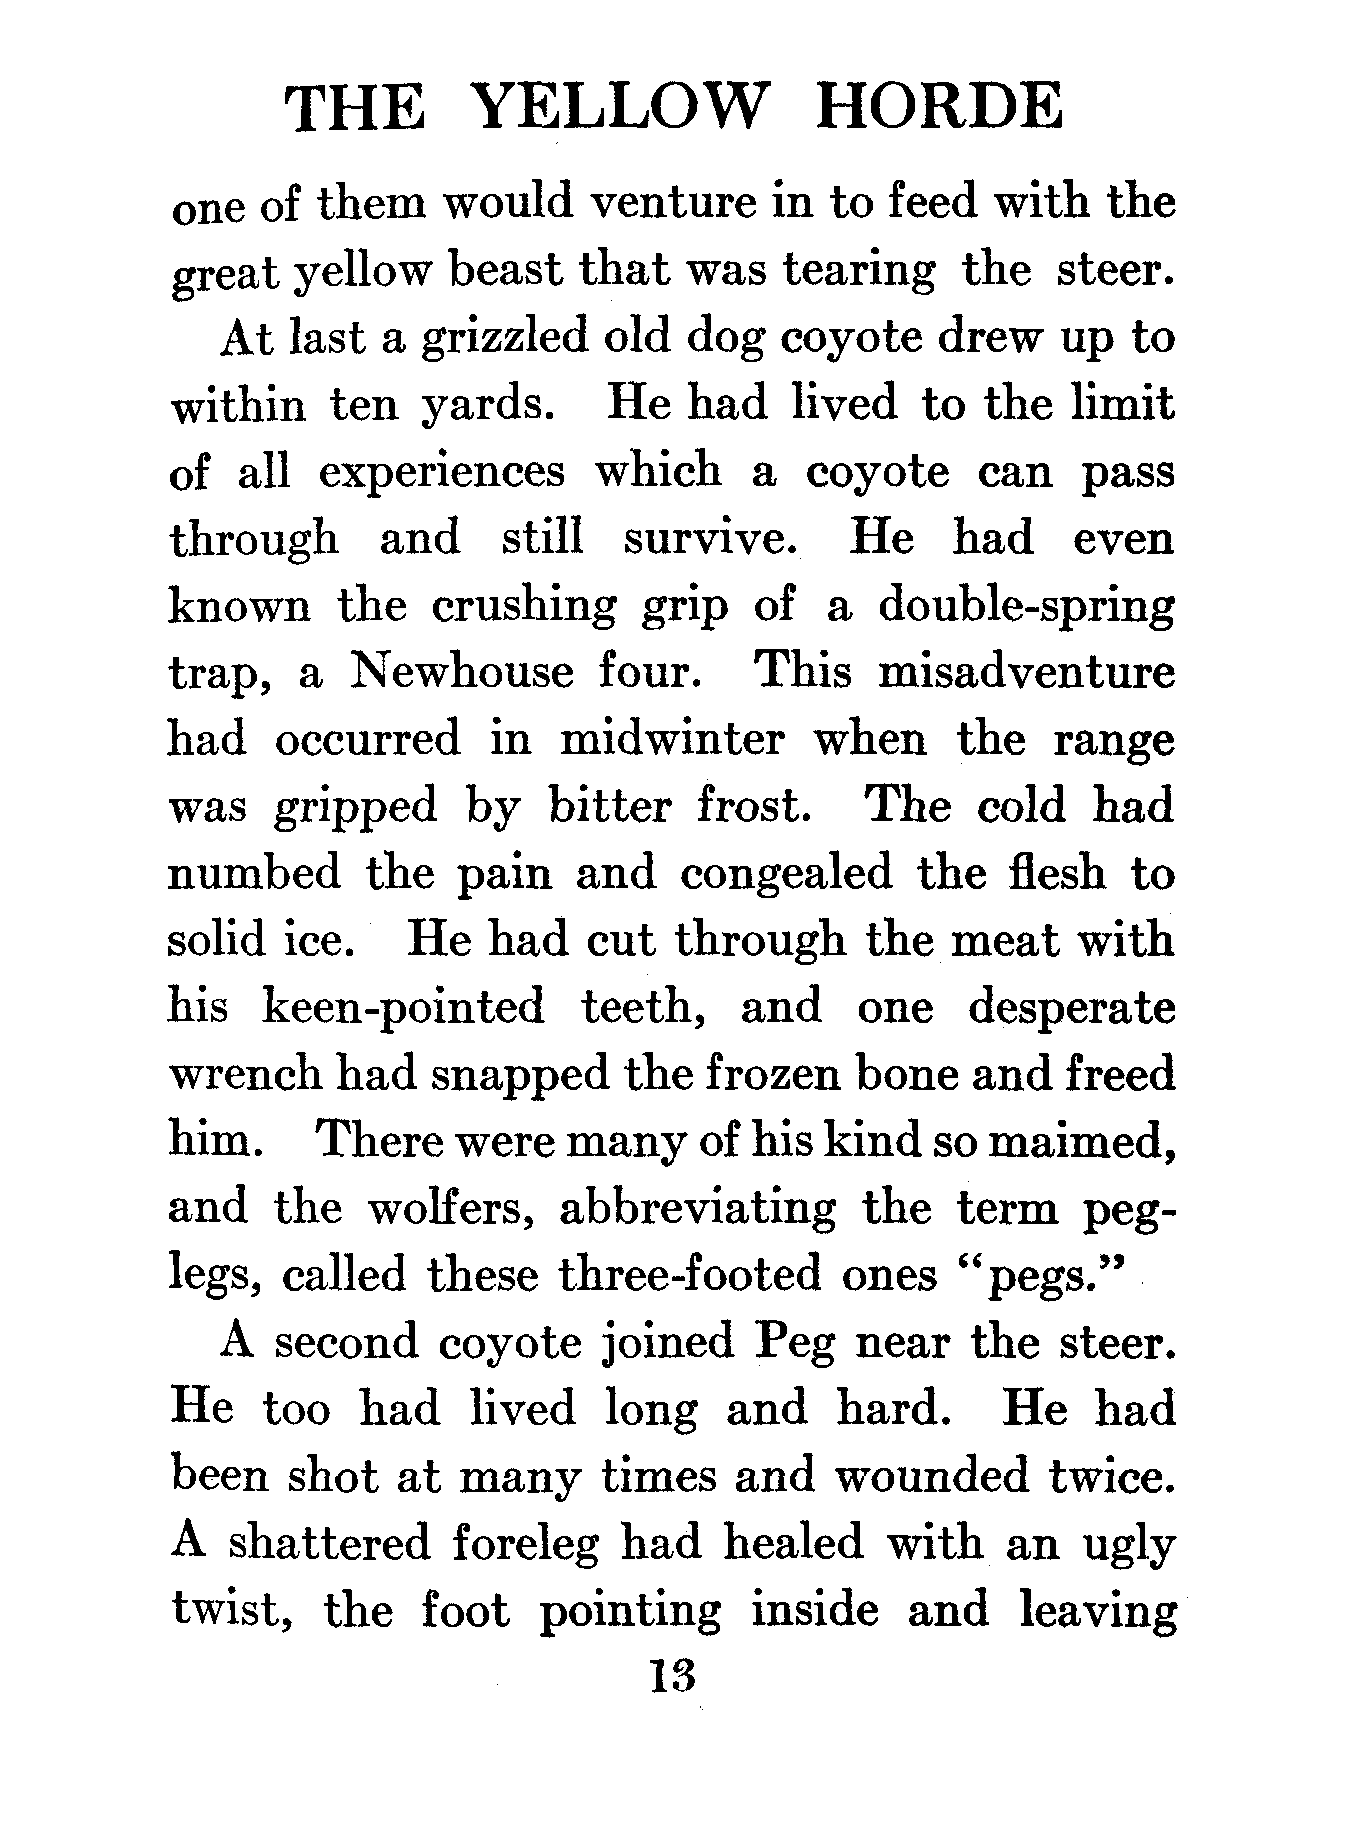 THE YELLOW HORDE
one of them would venture in to feed with the
great yellow beast that was tearing the steer.
At last a grizzled old dog coyote drew up to
within ten yards. He had lived to the limit
of all experiences which a coyote can pass
through and still survive. He had even
known the crushing grip of a double-spring
trap, a Newhouse four. This misadventure
had occurred in midwinter when the range
was gripped by bitter frost. The cold had
numbed the pain and congealed the flesh to
solid ice. He had cut through the meat with
his keen-pointed teeth, and one desperate
wrench had snapped the frozen bone and freed
him. There were many of his kind so maimed,
and the wolfers, abbreviating the term peg-
legs, called these three-footed ones “pegs.”
A second coyote joined Peg near the steer.
He too had lived long and hard. He had
been shot at many times and wounded twice.
A shattered foreleg had healed with an ugly
twist, the foot pointing inside and leaving
13